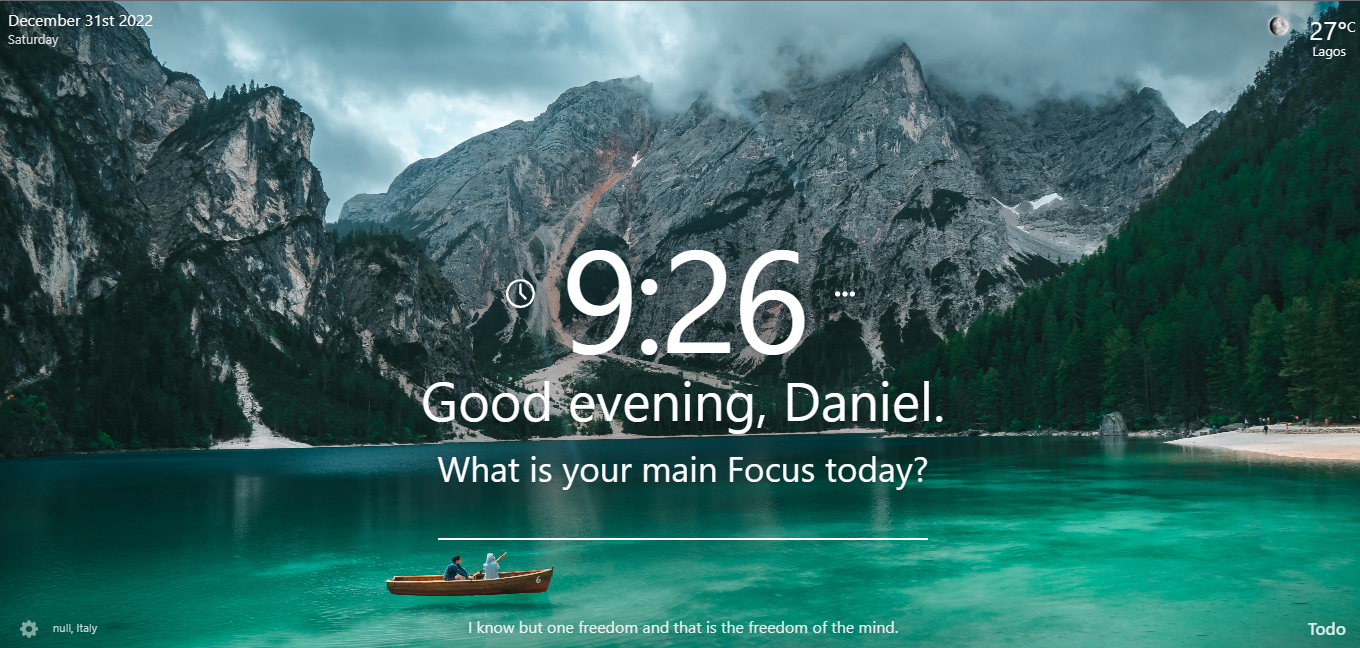 December 31st 2022
Saturday
27°C
Lagos
9:26
Good evening, Daniel.
What is your main Focus today?
6
null, Italy
I know but one freedom and that is the freedom of the mind.
Todo